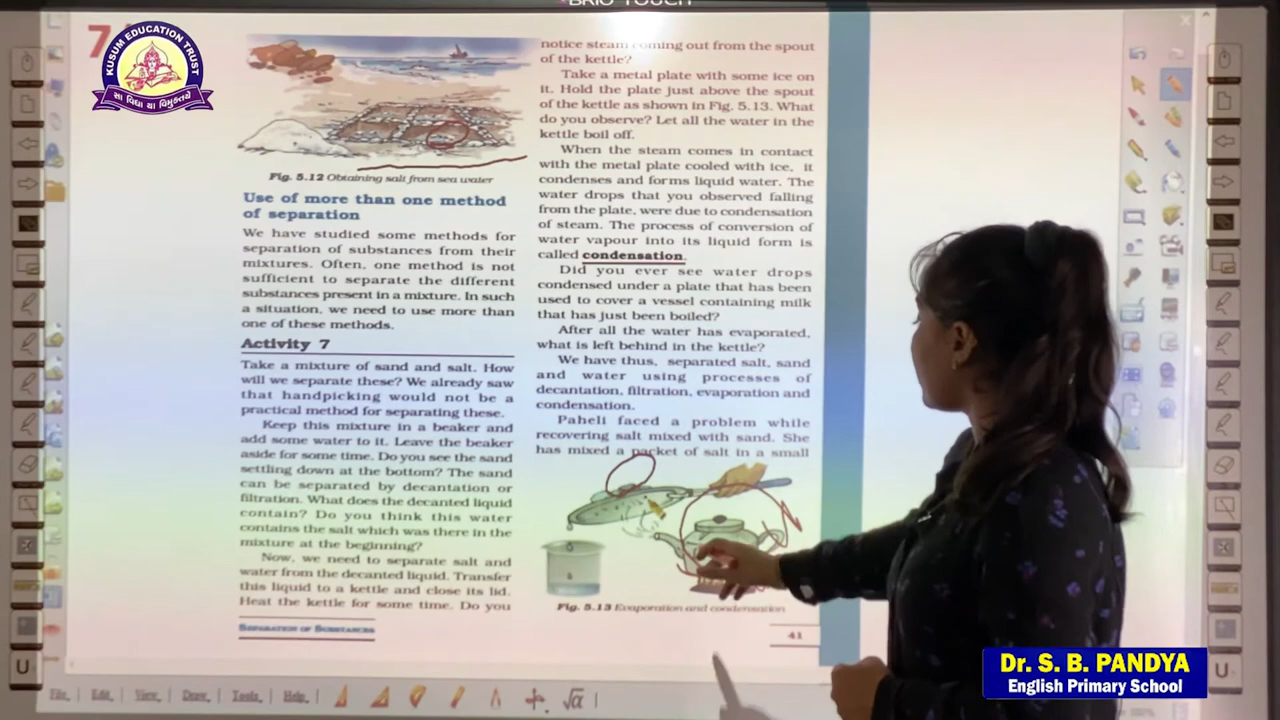 BRIO TOUCH
7
KUSUM EDUCATION TRUST
સા વિદ્યા યા વિમુક્તયે
Fig. 5.12 Obtaining salt from sea water
Use of more than one method
of separation
We have studied some methods for
separation of substances from their
mixtures. Often, one method is not
sufficient to separate the different
substances present in a mixture. In such
a situation, we need to use more than
one of these methods.
Activity 7
Take a mixture of sand and salt. How
will we separate these? We already saw
that handpicking would not be a
practical method for separating these.
Keep this mixture in a beaker and
add some water to it. Leave the beaker
aside for some time. Do you see the sand
settling down at the bottom? The sand
can be separated by decantation or
filtration. What does the decanted liquid
contain? Do you think this water
contains the salt which was there in the
mixture at the beginning?
Now, we need to separate salt and
water from the decanted liquid. Transfer
this liquid to a kettle and close its lid.
Heat the kettle for some time. Do you
SEPARATION OF SUBSTANCES
notice steam coming out from the spout
of the kettle?
Take a metal plate with some ice on
it. Hold the plate just above the spout
of the kettle as shown in Fig. 5.13. What
do you observe? Let all the water in the
kettle boil off.
When the steam comes in contact
with the metal plate cooled with ice, it
condenses and forms liquid water. The
water drops that you observed falling
from the plate, were due to condensation
of steam. The process of conversion of
water vapour into its liquid form is
called condensation.
Did you ever see water drops
condensed under a plate that has been
used to cover a vessel containing milk
that has just been boiled?
After all the water has evaporated,
what is left behind in the kettle?
We have thus, separated salt, sand
and water using processes of
decantation, filtration, evaporation and
condensation.
Paheli faced a problem while
recovering salt mixed with sand. She
has mixed a packet of salt in a small
Fig. 5.13 Evaporation and condensation
41
File, Edit, View, Draw, Tools, Help,
√α
U
U
Dr. S. B. PANDYA
English Primary School